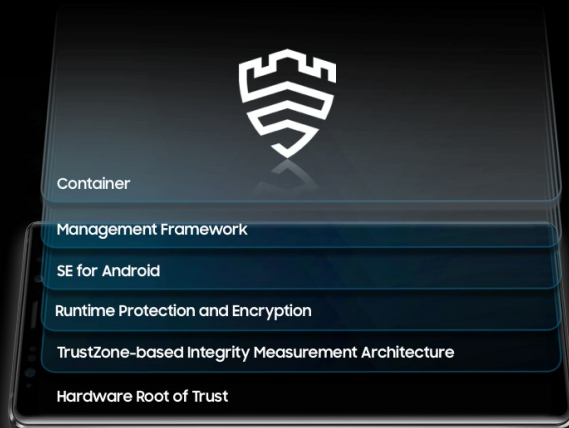 Container
Management Framework
SE for Android
Runtime Protection and Encryption
TrustZone-based Integrity Measurement Architecture
Hardware Root of Trust